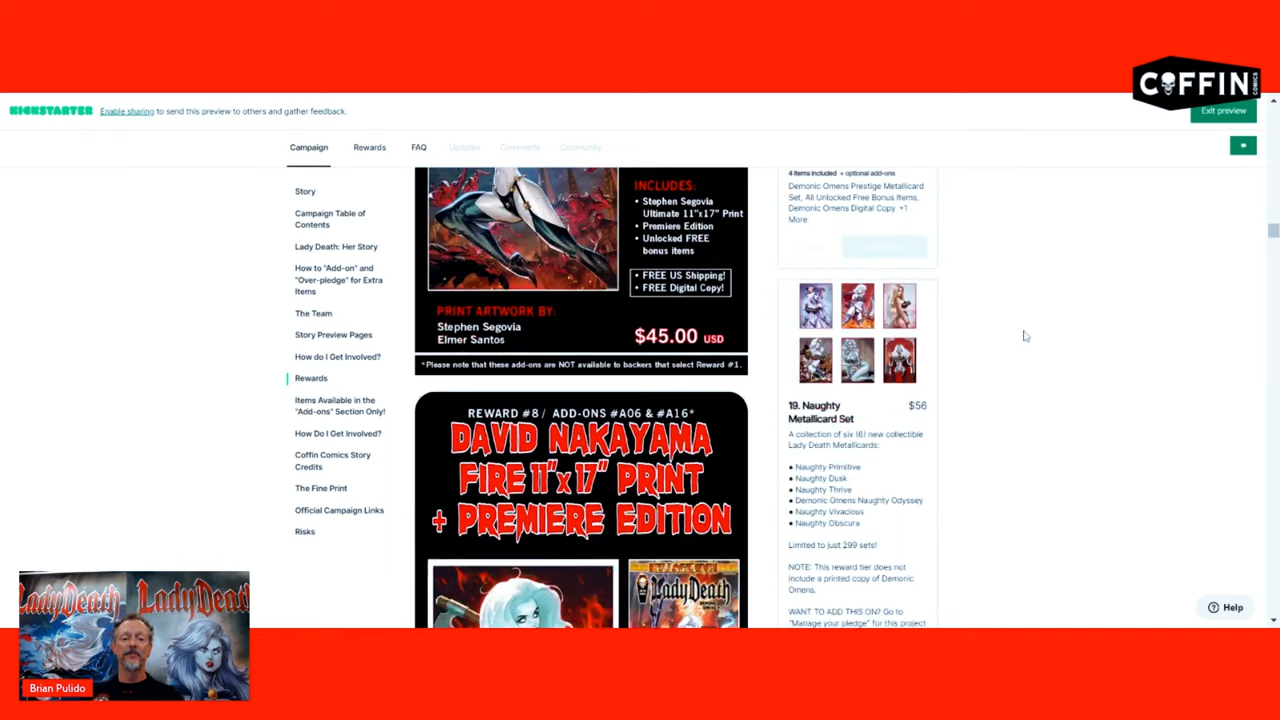 COFFIN
COMICS
KICKSTARTER
Enable sharing to send this preview to others and gather feedback.
Exit preview
Campaign
Rewards
FAQ
Updates
Comments
Community
Story
Campaign Table of
Contents
Lady Death: Her Story
How to "Add-on" and
"Over-pledge" for Extra
Items
The Team
Story Preview Pages
How do I Get Involved?
Rewards
Items Available in the
"Add-ons" Section Only!
How Do I Get Involved?
Coffin Comics Story
Credits
The Fine Print
Official Campaign Links
Risks
INCLUDES:
• Stephen Segovia
Ultimate 11"x17" Print
• Premiere Edition
• Unlocked FREE
bonus items
• FREE US Shipping!
• FREE Digital Copy!
PRINT ARTWORK BY:
Stephen Segovia
Elmer Santos
$45.00 USD
*Please note that these add-ons are NOT available to backers that select Reward #1.
REWARD #8 / ADD-ONS #A06 & #A16*
DAVID NAKAYAMA
FIRE 11"x17" PRINT
+ PREMIERE EDITION
Lady Death
4 items included + optional add-ons
Demonic Omens Prestige Metallicard
Set, All Unlocked Free Bonus Items,
Demonic Omens Digital Copy +1
More
19. Naughty
Metallicard Set
$56
A collection of six (6) new collectible
Lady Death Metallicards:
● Naughty Primitive
● Naughty Dusk
● Naughty Thrive
● Demonic Omens Naughty Odyssey
● Naughty Vivacious
● Naughty Obscura
Limited to just 299 sets!
NOTE: This reward tier does not
include a printed copy of Demonic
Omens.
WANT TO ADD THIS ON? Go to
"Manage your pledge" for this project
Help
Lady Death
Lady Death
Brian Pulido